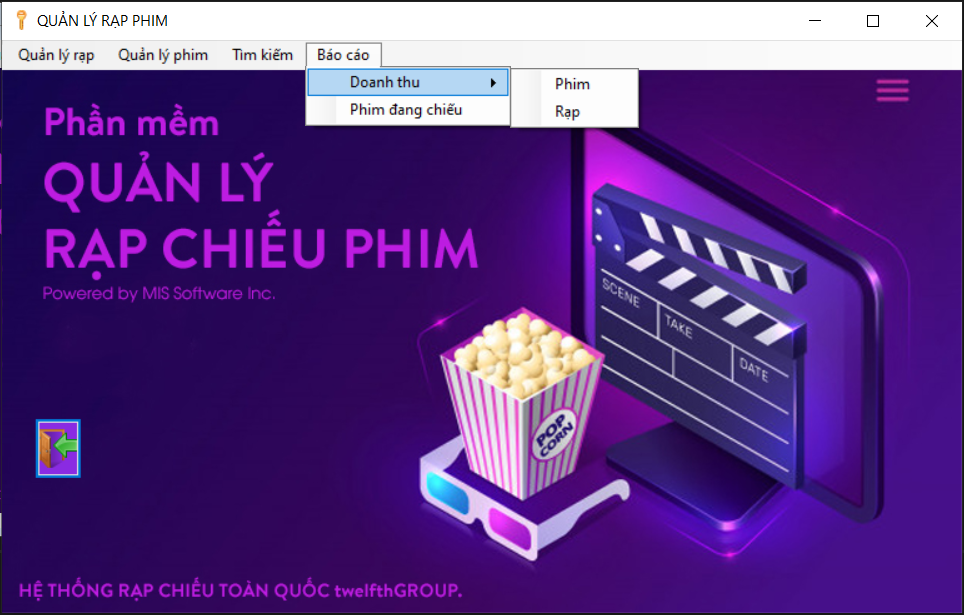 QUẢN LÝ RẠP PHIM
Quản lý rạp Quản lý phim Tìm kiếm Báo cáo
Doanh thu Phim
Phim đang chiếu Rạp
Phần mềm
QUẢN LÝ
RẠP CHIẾU PHIM
Powered by MIS Software Inc.
SCENE
TAKE
DATE
POP
CORN
HỆ THỐNG RẠP CHIẾU TOÀN QUỐC twelfthGROUP.